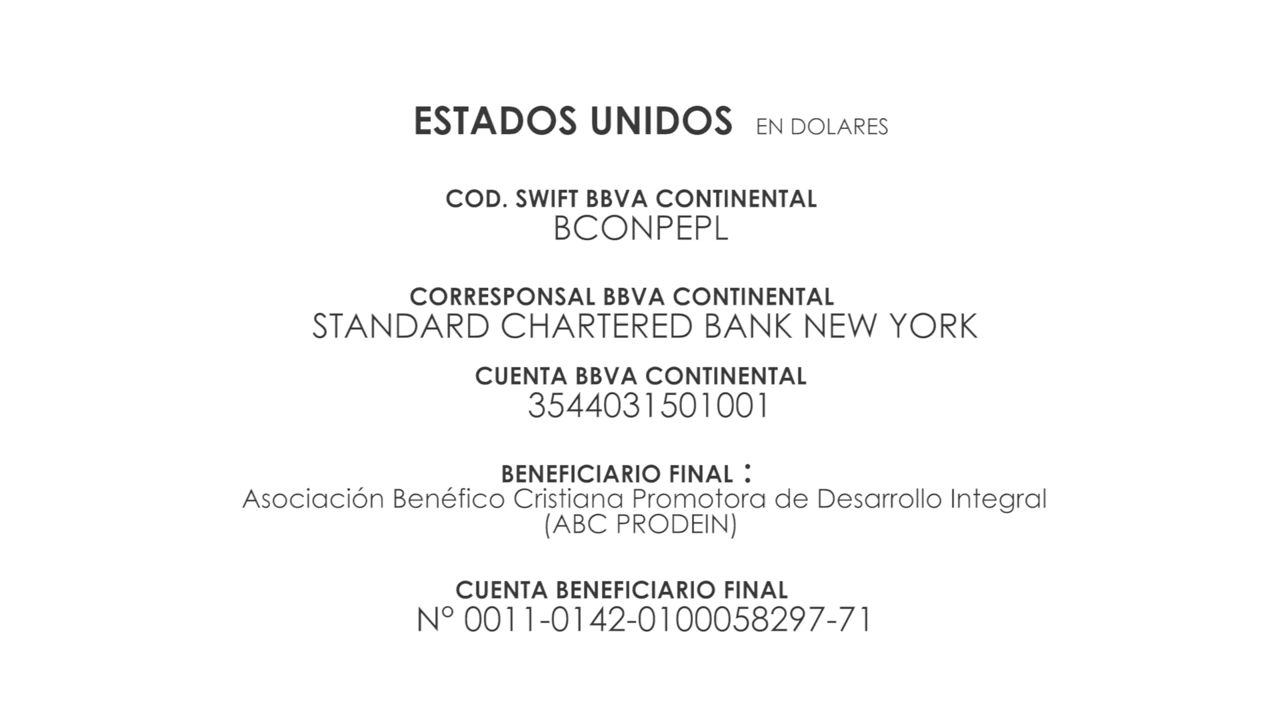 ESTADOS UNIDOS EN DOLARES
COD. SWIFT BBVA CONTINENTAL
BCONPEPL
CORRESPONSAL BBVA CONTINENTAL
STANDARD CHARTERED BANK NEW YORK
CUENTA BBVA CONTINENTAL
3544031501001
BENEFICIARIO FINAL :
Asociación Benéfico Cristiana Promotora de Desarrollo Integral
(ABC PRODEIN)
CUENTA BENEFICIARIO FINAL
N° 0011-0142-0100058297-71